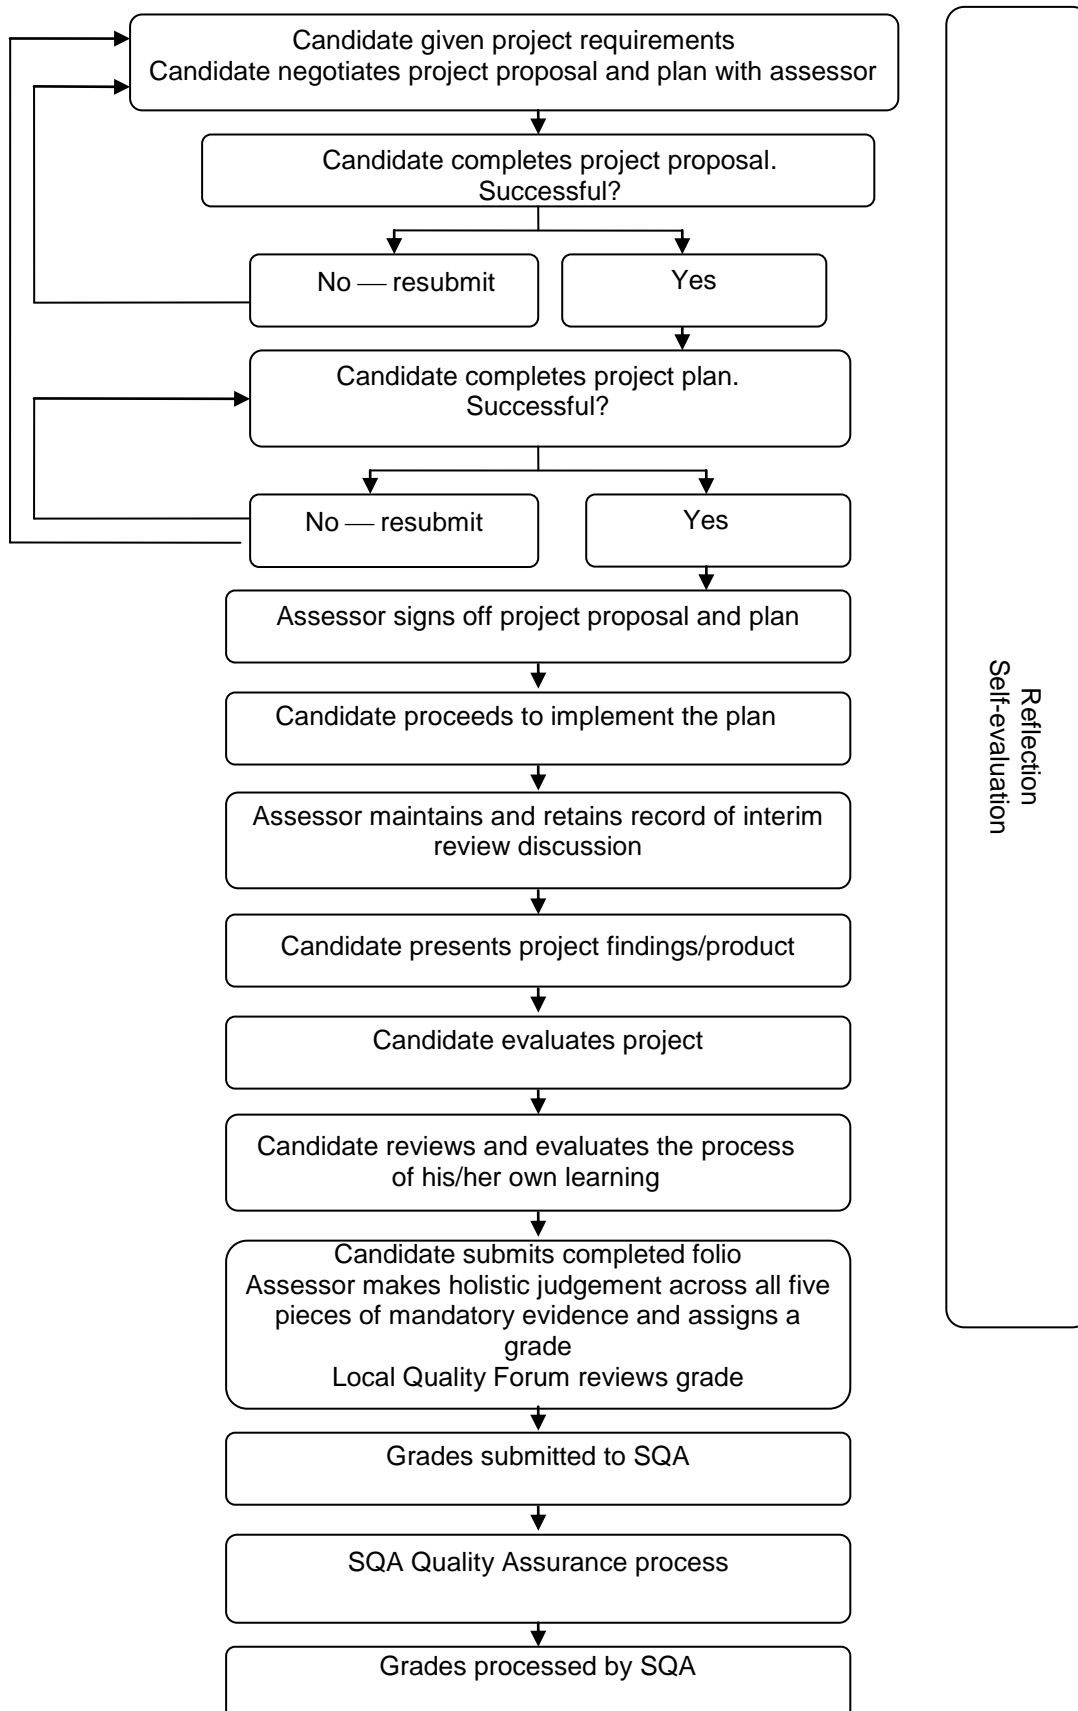 Candidate given project requirements
Candidate negotiates project proposal and plan with assessor
Candidate completes project proposal.
Successful?
No — resubmit
Yes
Candidate completes project plan.
Successful?
No — resubmit
Yes
Assessor signs off project proposal and plan
Candidate proceeds to implement the plan
Assessor maintains and retains record of interim
review discussion
Candidate presents project findings/product
Candidate evaluates project
Candidate reviews and evaluates the process
of his/her own learning
Candidate submits completed folio
Assessor makes holistic judgement across all five
pieces of mandatory evidence and assigns a
grade
Local Quality Forum reviews grade
Grades submitted to SQA
SQA Quality Assurance process
Grades processed by SQA
Reflection
Self-evaluation